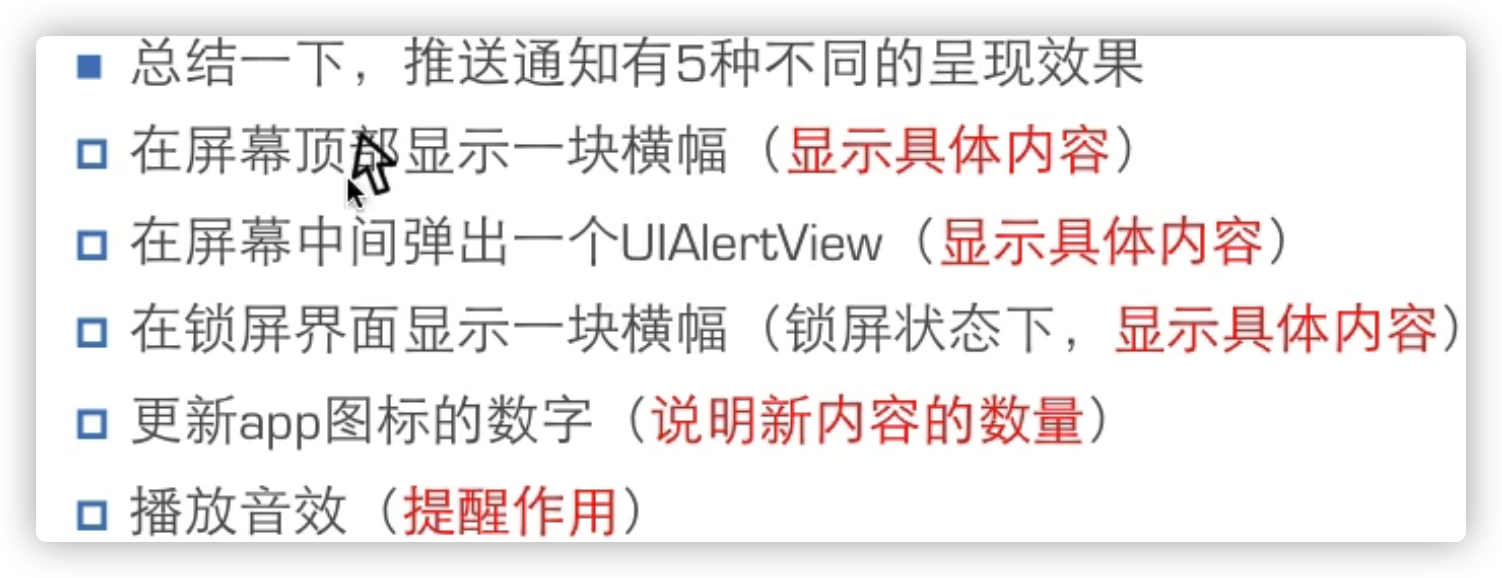 总结一下，推送通知有5种不同的呈现效果
在屏幕顶部显示一块横幅（显示具体内容）
在屏幕中间弹出一个UIAlertView（显示具体内容）
在锁屏界面显示一块横幅（锁屏状态下，显示具体内容）
更新app图标的数字（说明新内容的数量）
播放音效（提醒作用）